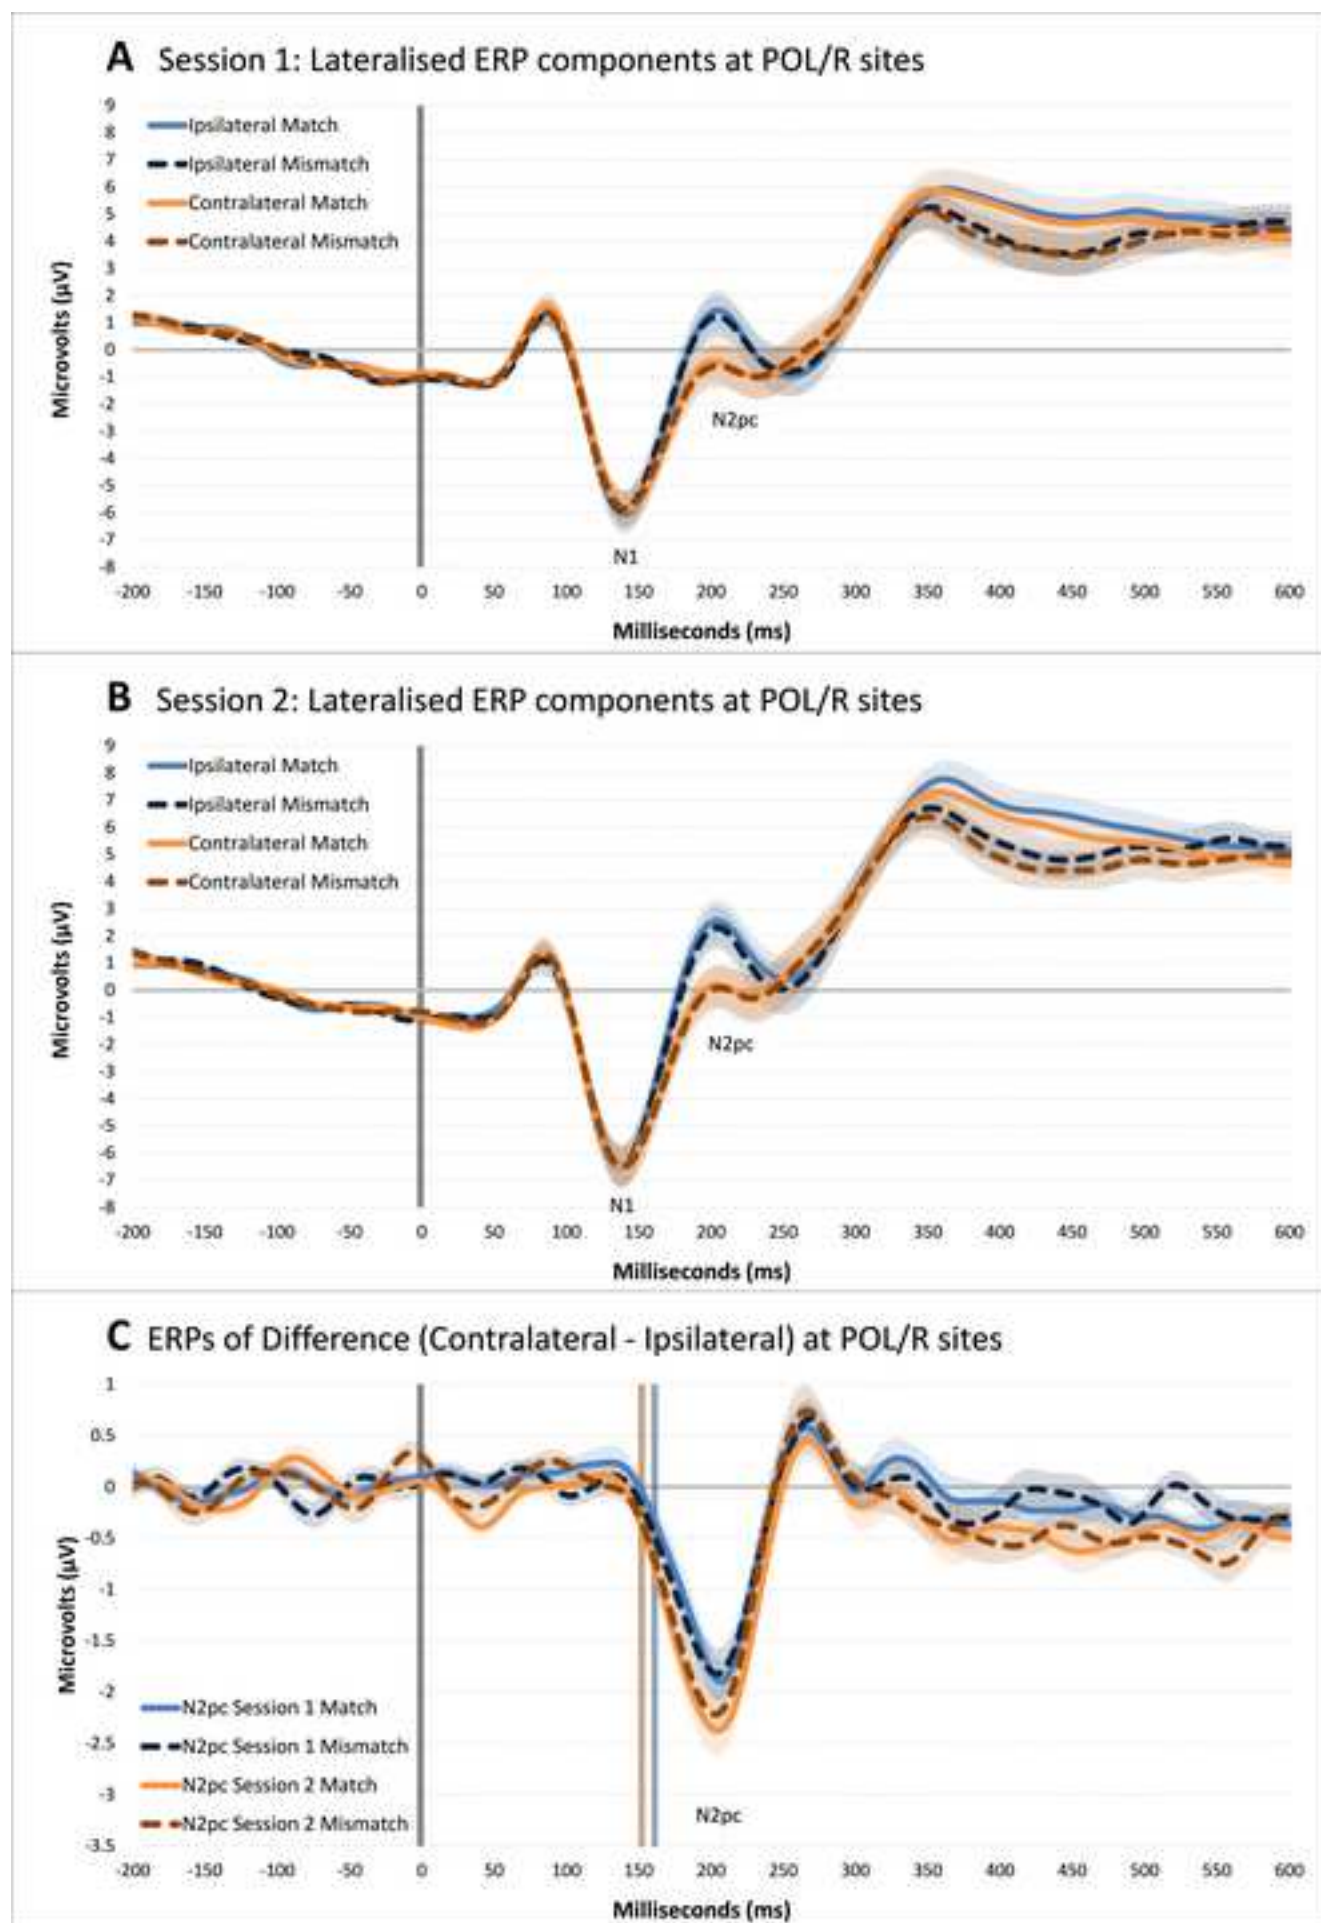 A Session 1: Lateralised ERP components at POL/R sites
9
8
7
6
5
4
3
2
1
0
-1
-2
-3
-4
-5
-6
-7
-8
Microvolts (μV)
Ipsilateral Match
Ipsilateral Mismatch
Contralateral Match
Contralateral Mismatch
N2pc
N1
-200 -150 -100 -50 0 50 100 150 200 250 300 350 400 450 500 550 600
Milliseconds (ms)
B Session 2: Lateralised ERP components at POL/R sites
9
8
7
6
5
4
3
2
1
0
-1
-2
-3
-4
-5
-6
-7
-8
Microvolts (μV)
Ipsilateral Match
Ipsilateral Mismatch
Contralateral Match
Contralateral Mismatch
N2pc
N1
-200 -150 -100 -50 0 50 100 150 200 250 300 350 400 450 500 550 600
Milliseconds (ms)
C ERPs of Difference (Contralateral - Ipsilateral) at POL/R sites
1
0.5
0
-0.5
-1
-1.5
-2
-2.5
-3
-3.5
Microvolts (μV)
N2pc Session 1 Match
N2pc Session 1 Mismatch
N2pc Session 2 Match
N2pc Session 2 Mismatch
N2pc
-200 -150 -100 -50 0 50 100 150 200 250 300 350 400 450 500 550 600
Milliseconds (ms)